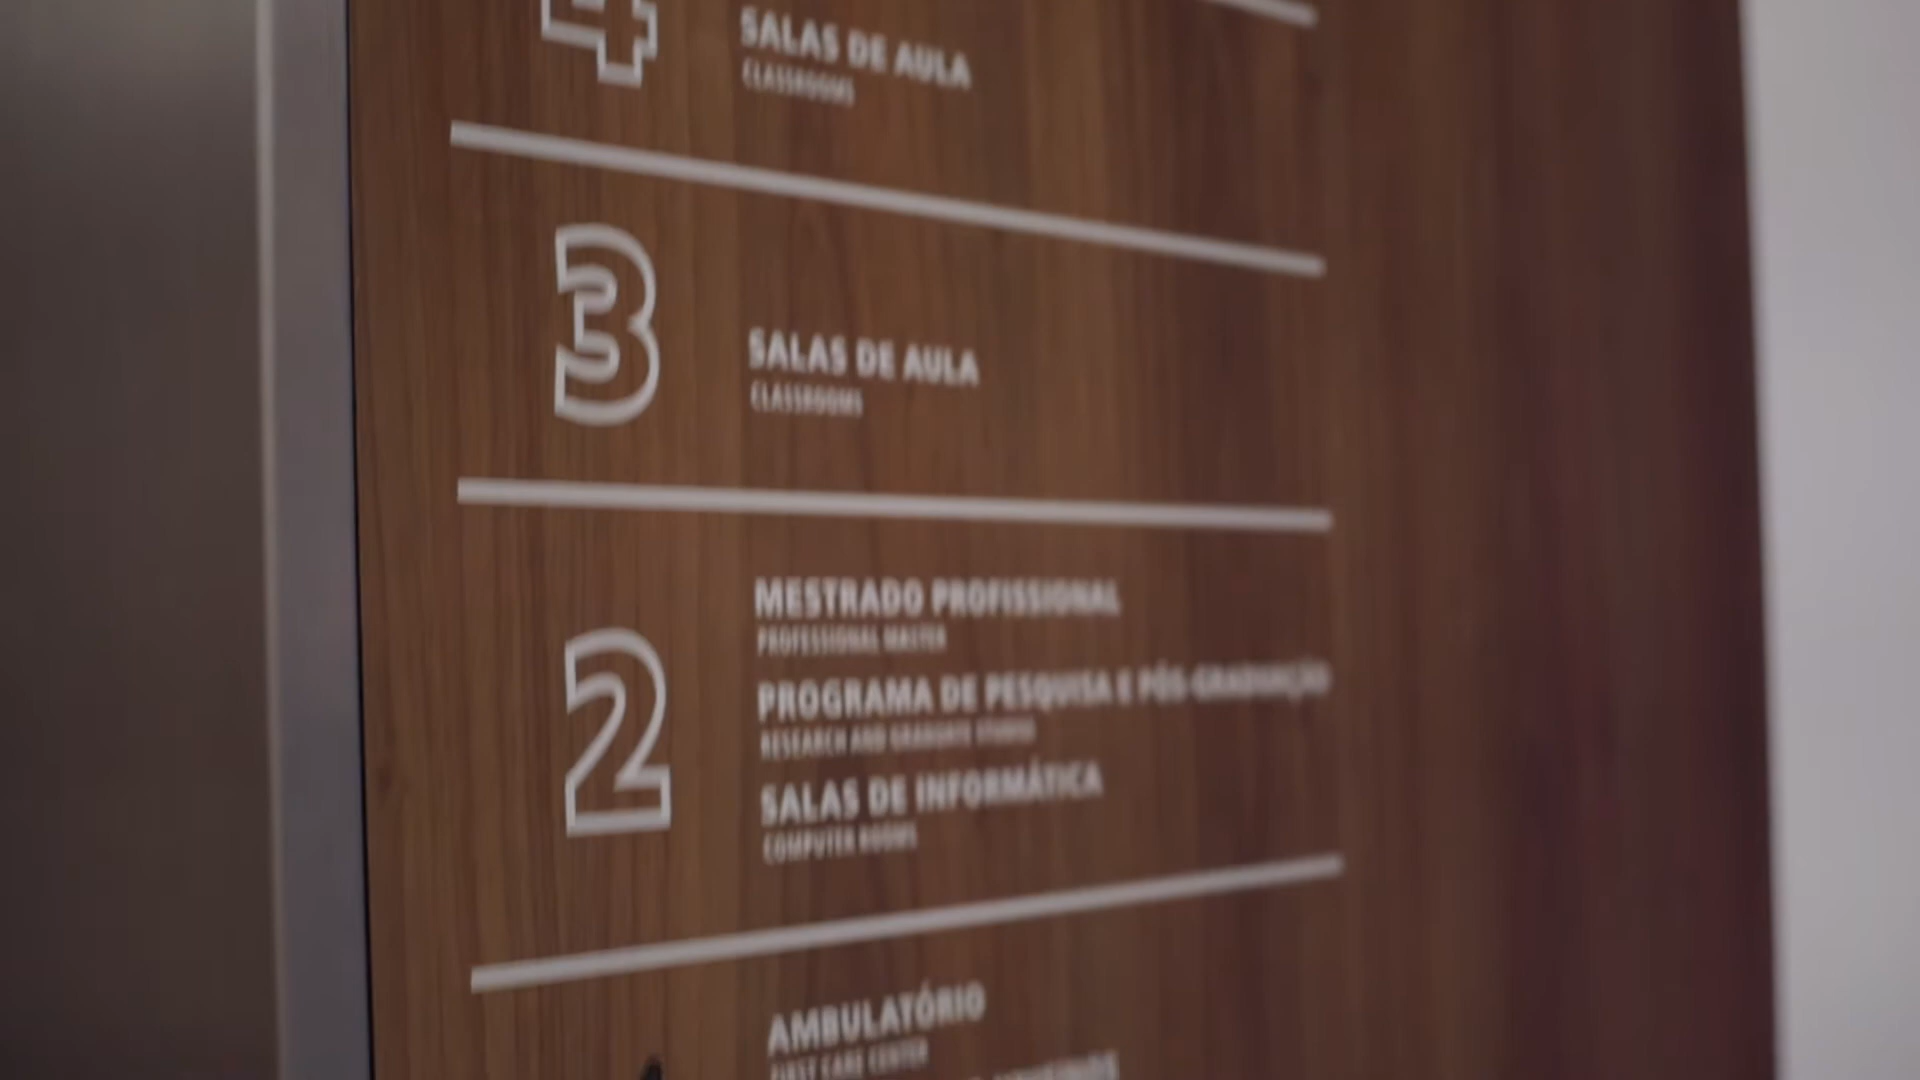 4
SALAS DE AULA
CLASSROOMS
3
SALAS DE AULA
CLASSROOMS
2
MESTRADO PROFISSIONAL
PROFESSIONAL MASTER
PROGRAMA DE PESQUISA E PÓS-GRADUAÇÃO
RESEARCH AND GRADUATE STUDIES
SALAS DE INFORMÁTICA
COMPUTER ROOMS
AMBULATÓRIO
FIRST CARE CENTER